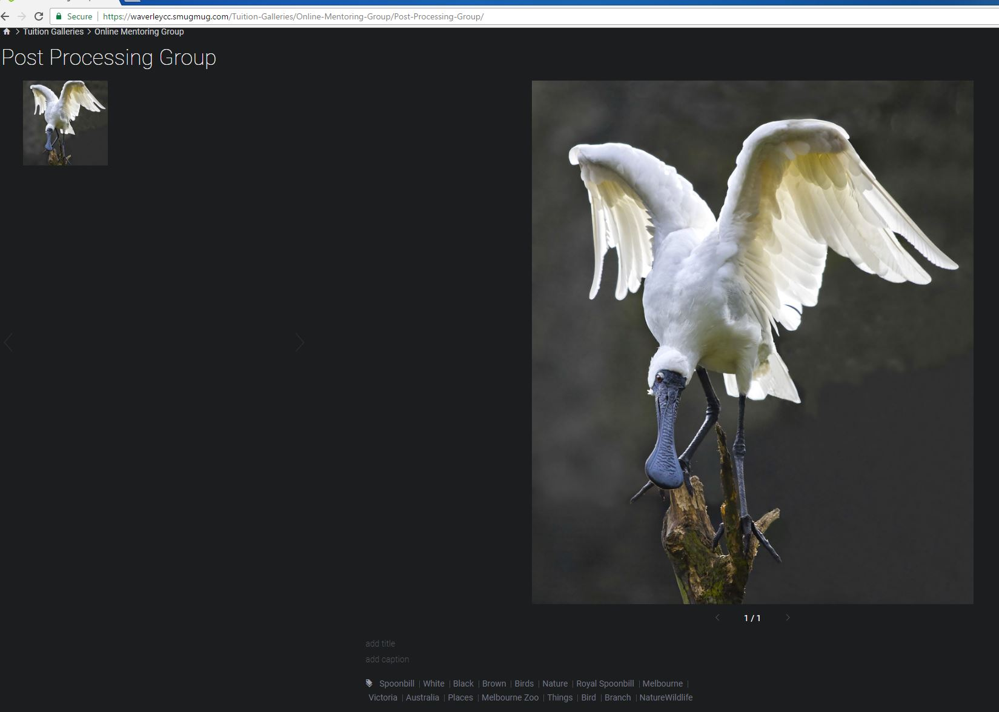 Secure
https://waverleycc.smugmug.com/Tuition-Galleries/Online-Mentoring-Group/Post-Processing-Group/
> Tuition Galleries > Online Mentoring Group
Post Processing Group
1 / 1
add title
add caption
Spoonbill | White | Black | Brown | Birds | Nature | Royal Spoonbill | Melbourne |
Victoria | Australia | Places | Melbourne Zoo | Things | Bird | Branch | NatureWildlife